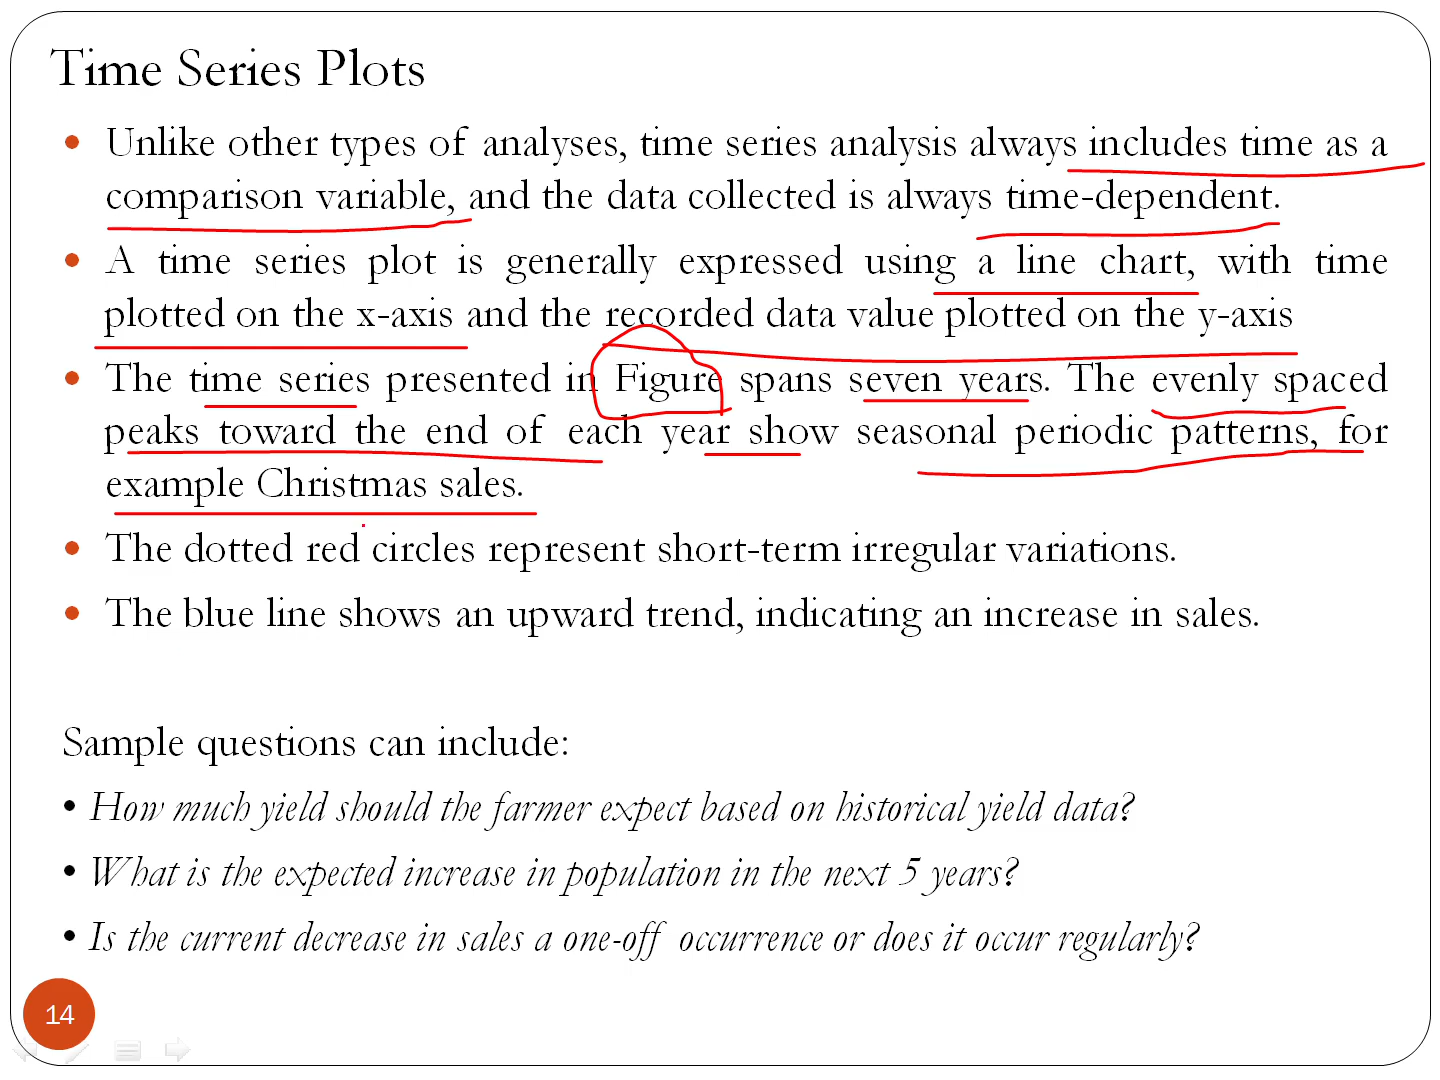 Time Series Plots
• Unlike other types of analyses, time series analysis always includes time as a
comparison variable, and the data collected is always time-dependent.
• A time series plot is generally expressed using a line chart, with time
plotted on the x-axis and the recorded data value plotted on the y-axis
• The time series presented in Figure spans seven years. The evenly spaced
peaks toward the end of each year show seasonal periodic patterns, for
example Christmas sales.
• The dotted red circles represent short-term irregular variations.
• The blue line shows an upward trend, indicating an increase in sales.
Sample questions can include:
• How much yield should the farmer expect based on historical yield data?
• What is the expected increase in population in the next 5 years?
• Is the current decrease in sales a one-off occurrence or does it occur regularly?
14